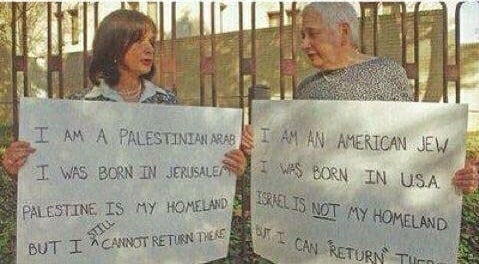 I AM A PALESTINIAN ARAB
I WAS BORN IN JERUSALEM
PALESTINE IS MY HOMELAND
BUT I STILL CANNOT RETURN THERE
I AM AN AMERICAN JEW
I WAS BORN IN U.S.A.
ISRAEL IS NOT MY HOMELAND
BUT I CAN "RETURN" THERE